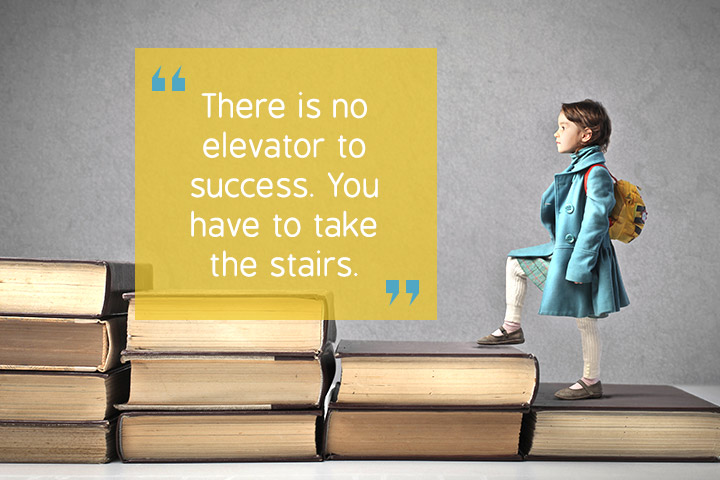 “
There is no
elevator to
success. You
have to take
the stairs.
”